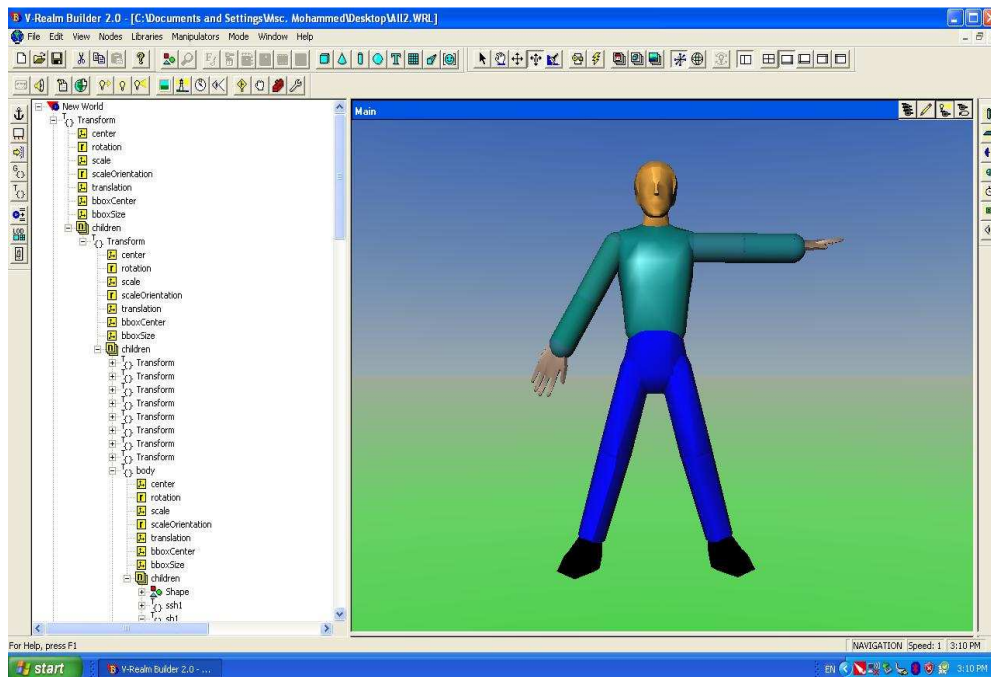 V-Realm Builder 2.0 - [C:\Documents and Settings\Msc. Mohammed\Desktop\All2.WRL]
File Edit View Nodes Libraries Manipulators Mode Window Help
New World
Transform
center
rotation
scale
scaleOrientation
translation
bboxCenter
bboxSize
children
Transform
center
rotation
scale
scaleOrientation
translation
bboxCenter
bboxSize
children
Transform
Transform
Transform
Transform
Transform
Transform
Transform
Transform
body
center
rotation
scale
scaleOrientation
translation
bboxCenter
bboxSize
children
Shape
ssh1
sh1
Main
For Help, press F1
NAVIGATION Speed: 1 3:10 PM
start
V-Realm Builder 2.0 - ...
EN 3:10 PM